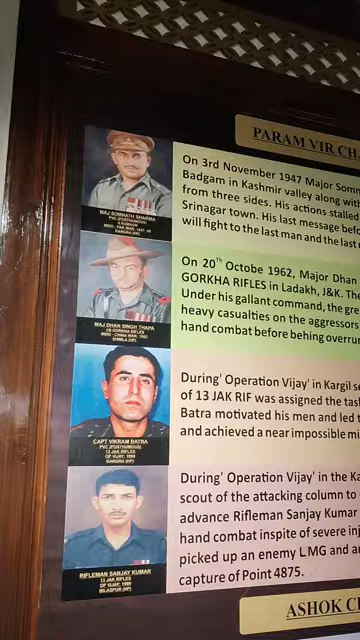 PARAM VIR CH
MAJ SOMNATH SHARMA
PVC (POSTHUMOUS)
4 KUMAON
INDO - PAK WAR, 1947-48
KANGRA (HP)
On 3rd November 1947 Major Somn
Badgam in Kashmir valley along with
from three sides. His actions stalled
Srinagar town. His last message befo
will fight to the last man and the last
MAJ DHAN SINGH THAPA
1/8 GORKHA RIFLES
INDO - CHINA WAR, 1962
SHIMLA (HP)
On 20th Octobe 1962, Major Dhan
GORKHA RIFLES in Ladakh, J&K. The
Under his gallant command, the gre
heavy casualties on the aggressors
hand combat before behing overrun
CAPT VIKRAM BATRA
PVC (POSTHUMOUS)
13 JAK RIFLES
OP VIJAY, 1999
KANGRA (HP)
During' Operation Vijay' in Kargil se
of 13 JAK RIF was assigned the tas
Batra motivated his men and led t
and achieved a near impossible mi
RIFLEMAN SANJAY KUMAR
13 JAK RIFLES
OP VIJAY, 1999
BILASPUR (HP)
During' Operation Vijay' in the Ka
scout of the attacking column to
advance Rifleman Sanjay Kumar
hand combat inspite of severe inj
picked up an enemy LMG and a
capture of Point 4875.
ASHOK C